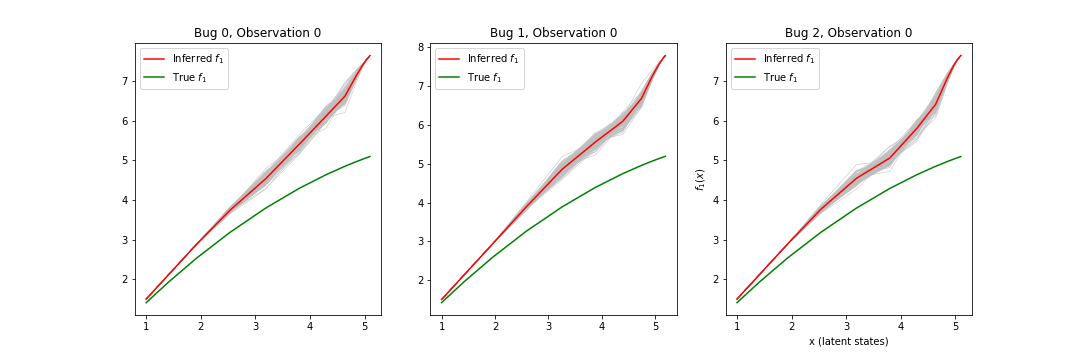 Bug 0, Observation 0
Inferred f₁
True f₁
7
6
5
4
3
2
1 2 3 4 5
Bug 1, Observation 0
Inferred f₁
True f₁
8
7
6
5
4
3
2
1 2 3 4 5
Bug 2, Observation 0
Inferred f₁
True f₁
f₁(x)
7
6
5
4
3
2
1 2 3 4 5
x (latent states)